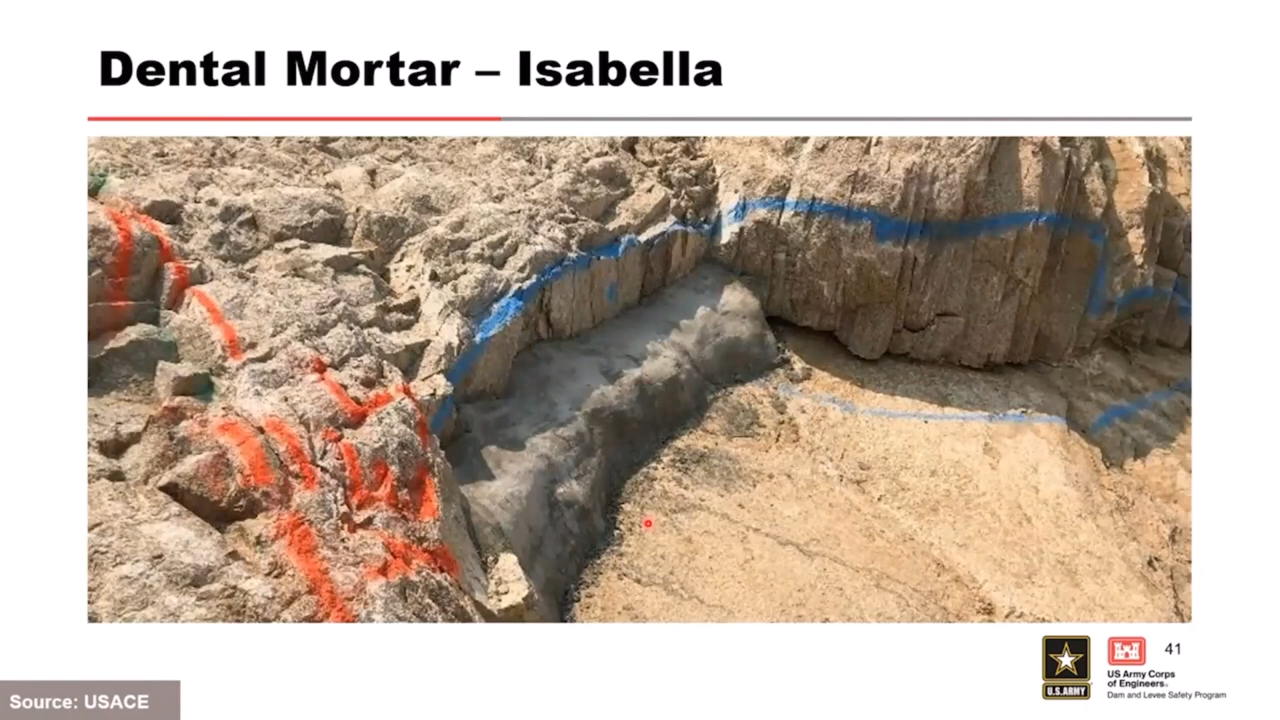 Dental Mortar – Isabella
41
U.S.ARMY
US Army Corps
of Engineers®
Dam and Levee Safety Program
Source: USACE